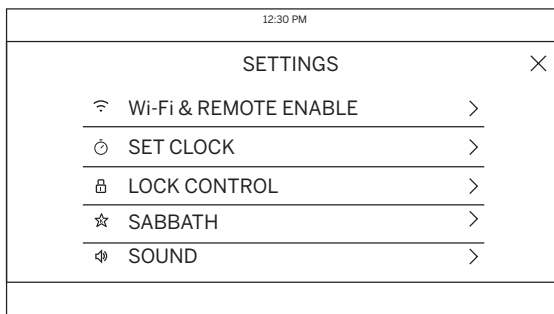 12:30 PM
SETTINGS
Wi-Fi & REMOTE ENABLE
SET CLOCK
LOCK CONTROL
SABBATH
SOUND